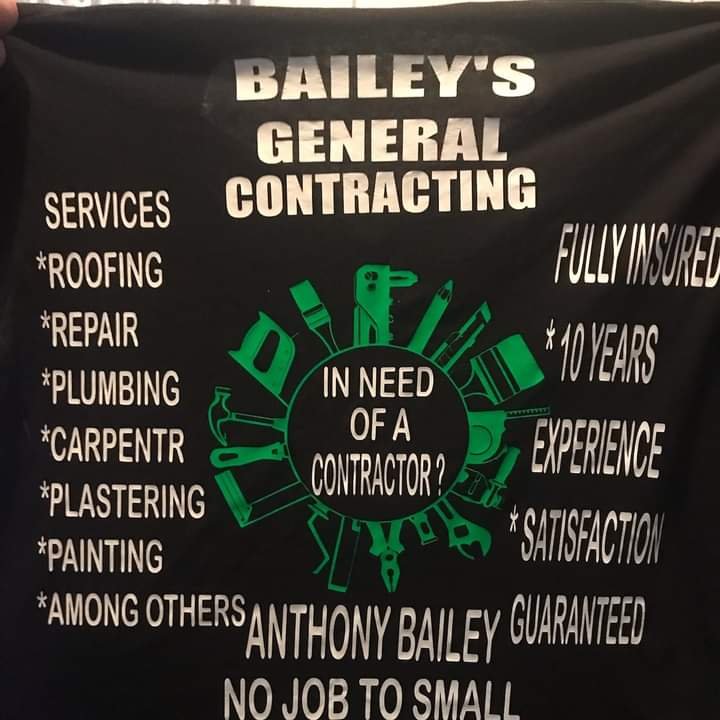 BAILEY'S
GENERAL
CONTRACTING
SERVICES
*ROOFING
*REPAIR
*PLUMBING
*CARPENTR
*PLASTERING
*PAINTING
*AMONG OTHERS
IN NEED
OF A
CONTRACTOR?
FULLY INSURED
* 10 YEARS
EXPERIENCE
* SATISFACTION
GUARANTEED
ANTHONY BAILEY
NO JOB TO SMALL